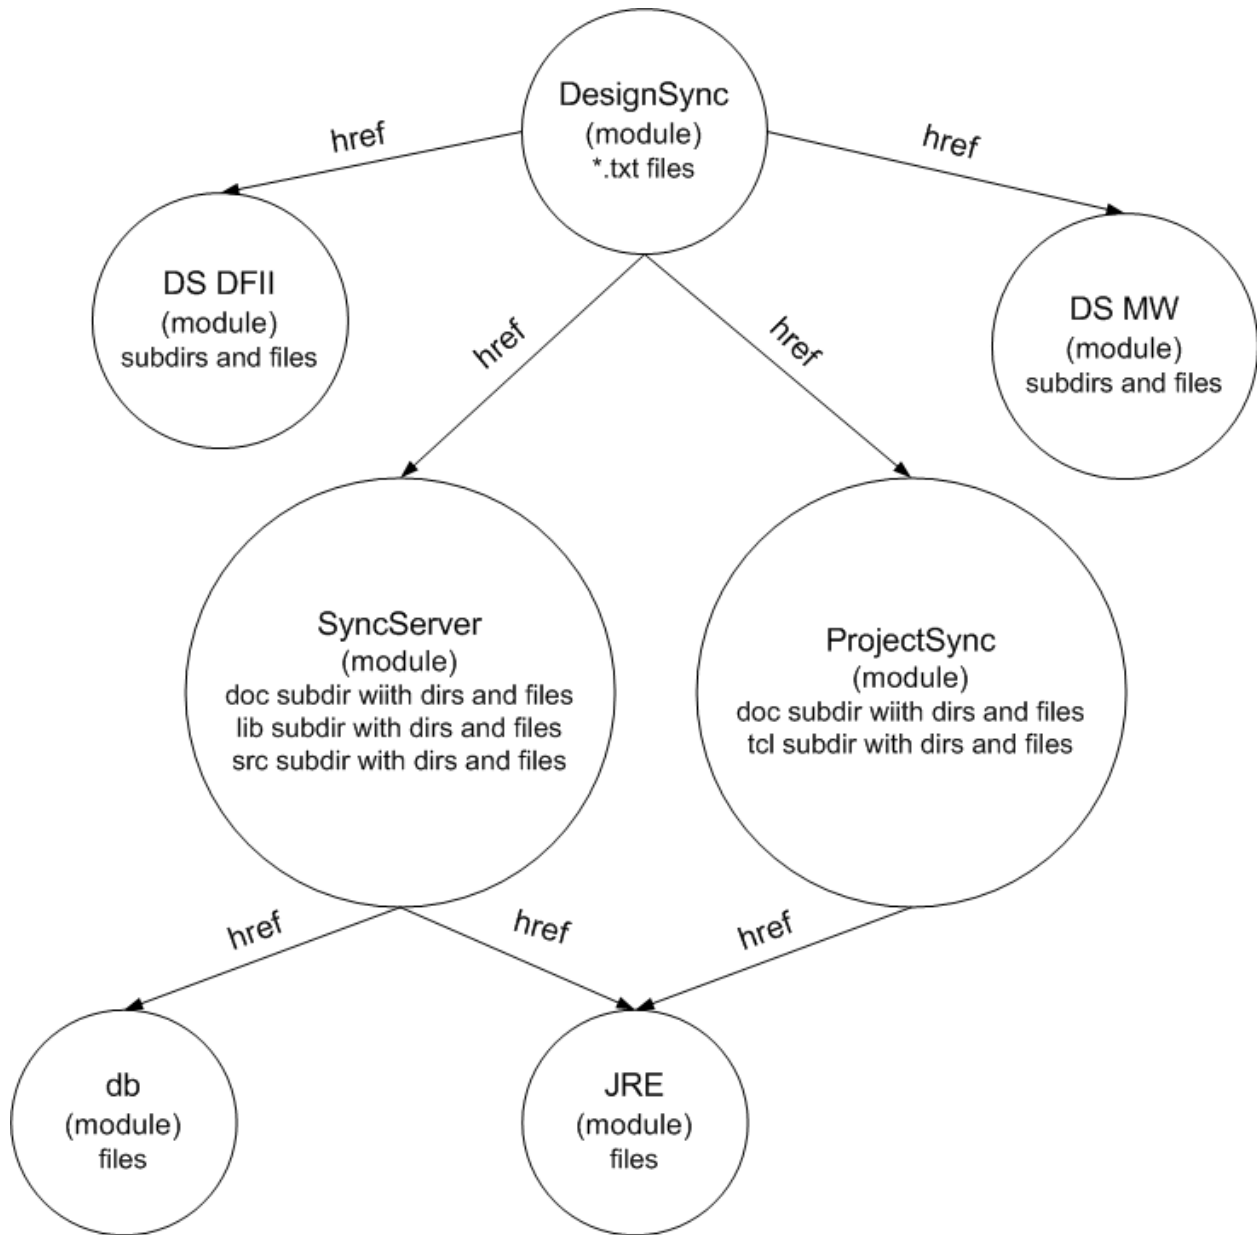 DesignSync
(module)
*.txt files
href
href
DS DFII
(module)
subdirs and files
DS MW
(module)
subdirs and files
href
href
SyncServer
(module)
doc subdir wiith dirs and files
lib subdir with dirs and files
src subdir with dirs and files
ProjectSync
(module)
doc subdir wiith dirs and files
tcl subdir with dirs and files
href
href
href
db
(module)
files
JRE
(module)
files